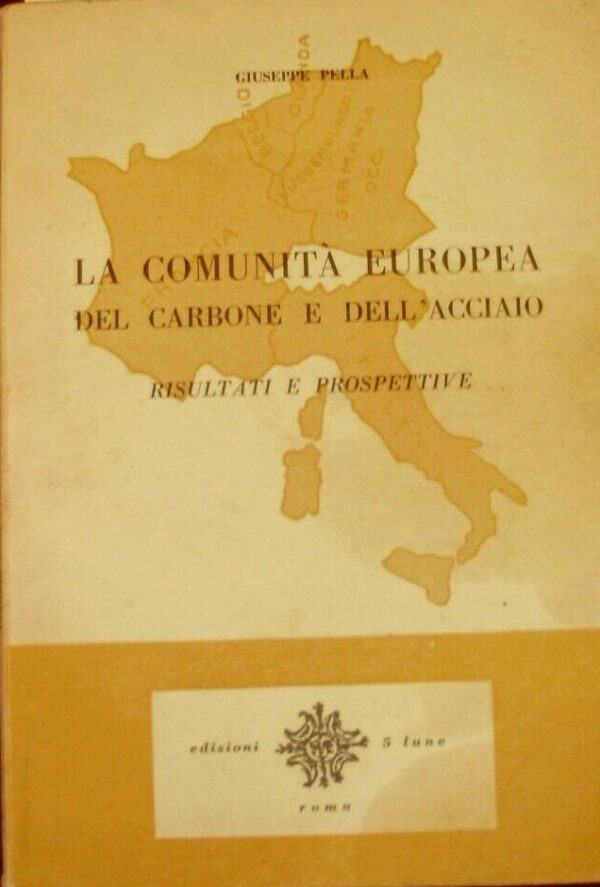 GIUSEPPE PELLA
OLANDA
BELGIO
LUSSEMBURGO
GERMANIA
OCC.
LA COMUNITÀ EUROPEA
DEL CARBONE E DELL'ACCIAIO
RISULTATI E PROSPETTIVE
edizioni 5 lune
roma